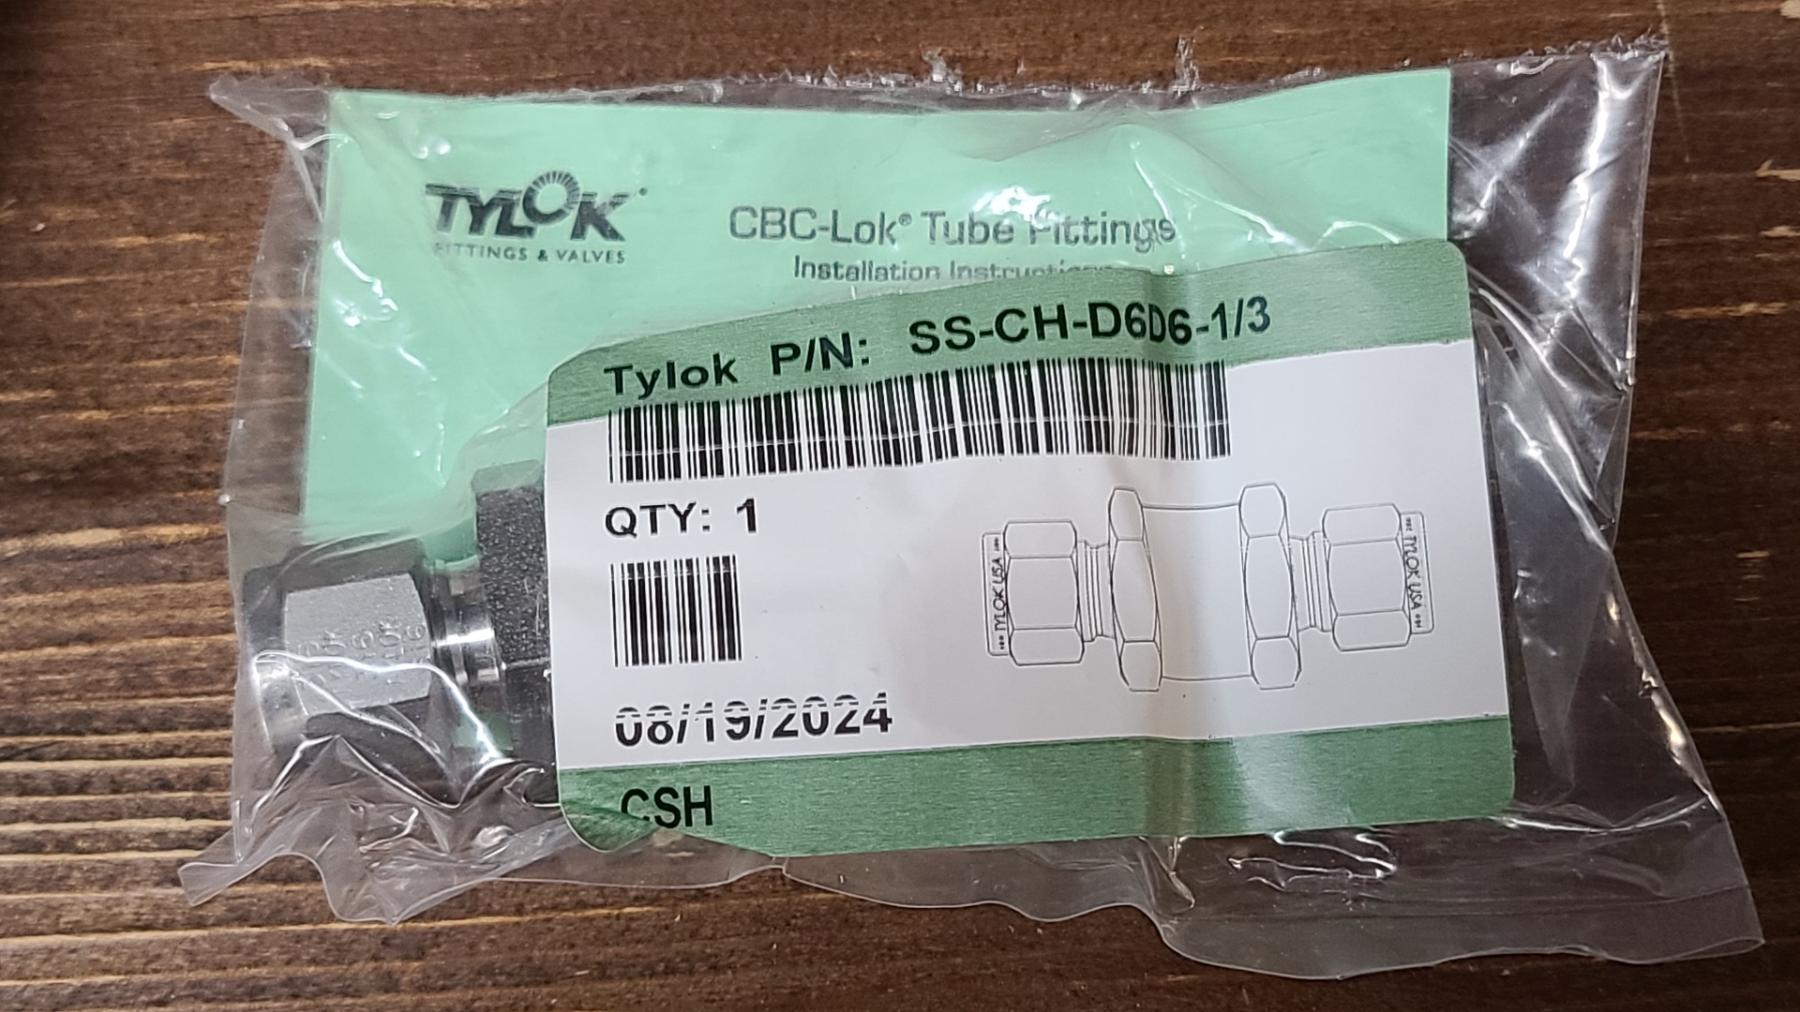 TYLOK
FITTINGS & VALVES
CBC-Lok® Tube Fittings
Installation Instructions
Tylok P/N: SS-CH-D6D6-1/3
QTY: 1
TYLOK USA
TYLOK USA
08/19/2024
CSH